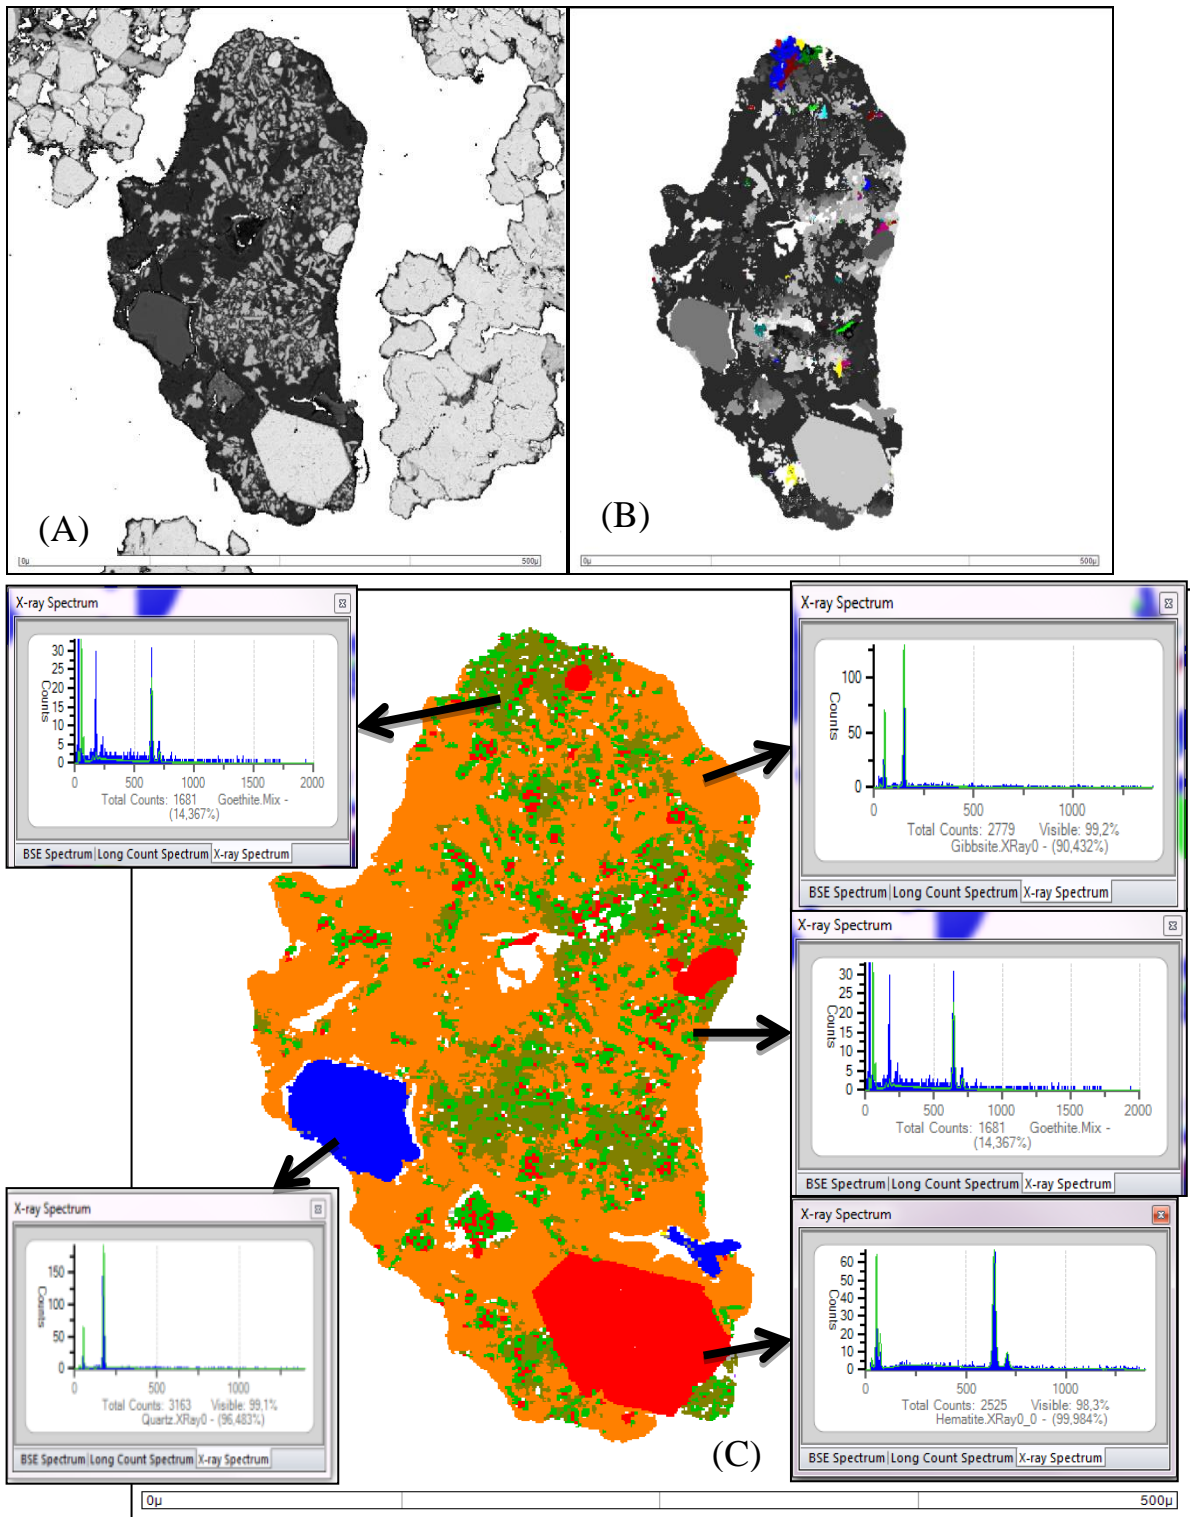 (A)
0µ 500µ
(B)
0µ 500µ
X-ray Spectrum
Counts
30
25
20
15
10
5
0
0 500 1000 1500 2000
Total Counts: 1681 Goethite.Mix -
(14,367%)
BSE Spectrum Long Count Spectrum X-ray Spectrum
X-ray Spectrum
Counts
100
50
0
0 500 1000
Total Counts: 2779 Visible: 99,2%
Gibbsite.XRay0 - (90,432%)
BSE Spectrum Long Count Spectrum X-ray Spectrum
X-ray Spectrum
Counts
30
25
20
15
10
5
0
0 500 1000 1500 2000
Total Counts: 1681 Goethite.Mix -
(14,367%)
BSE Spectrum Long Count Spectrum X-ray Spectrum
X-ray Spectrum
Counts
150
100
50
0
0 500 1000
Total Counts: 3163 Visible: 99,1%
Quartz.XRay0 - (96,483%)
BSE Spectrum Long Count Spectrum X-ray Spectrum
X-ray Spectrum
Counts
60
50
40
30
20
10
0
0 500 1000
Total Counts: 2525 Visible: 98,3%
Hematite.XRay0_0 - (99,984%)
BSE Spectrum Long Count Spectrum X-ray Spectrum
(C)
0µ 500µ